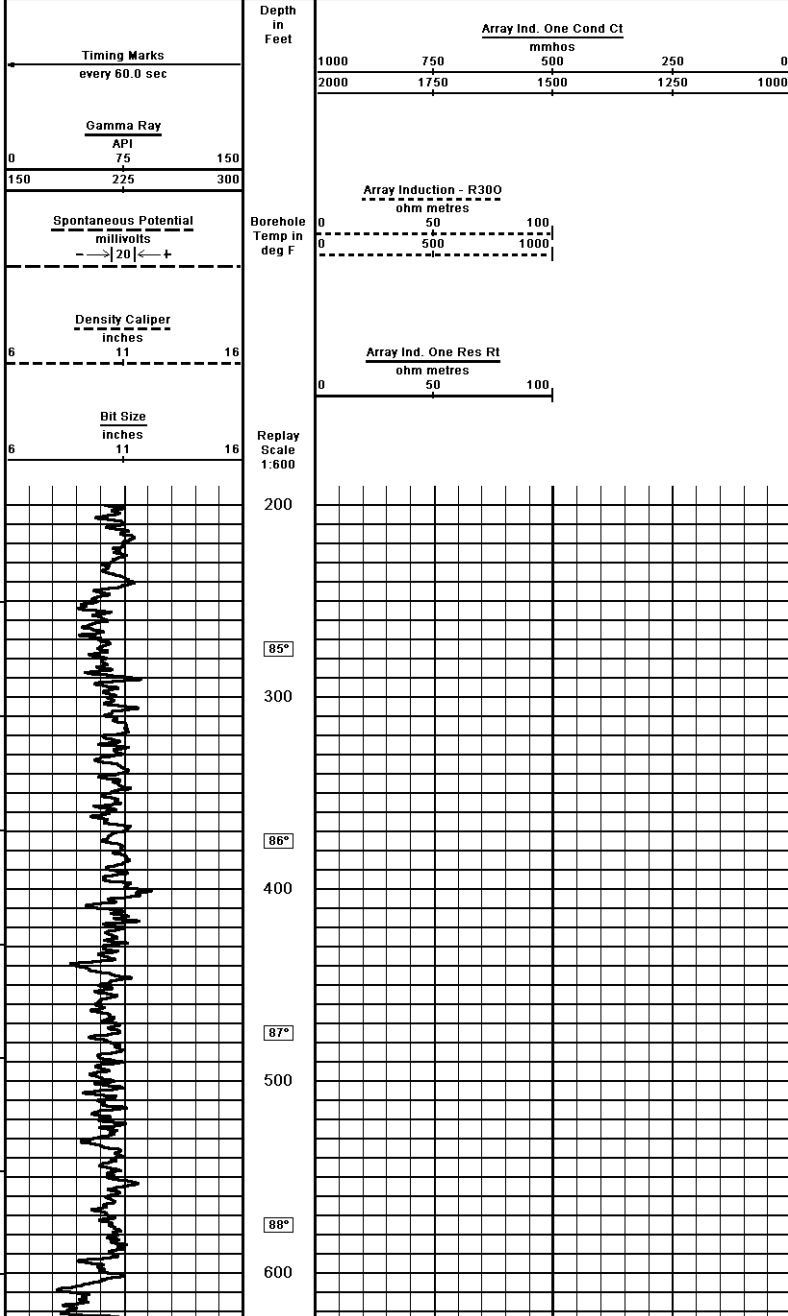 Timing Marks
every 60.0 sec
Gamma Ray
API
0 75 150
150 225 300
Spontaneous Potential
millivolts
- 20 +
Density Caliper
inches
6 11 16
Bit Size
inches
6 11 16
Depth
in
Feet
Borehole
Temp in
deg F
Replay
Scale
1:600
Array Ind. One Cond Ct
mmhos
1000 750 500 250 0
2000 1750 1500 1250 1000
Array Induction - R30O
ohm metres
0 50 100
0 500 1000
Array Ind. One Res Rt
ohm metres
0 50 100
200
85°
300
86°
400
87°
500
88°
600